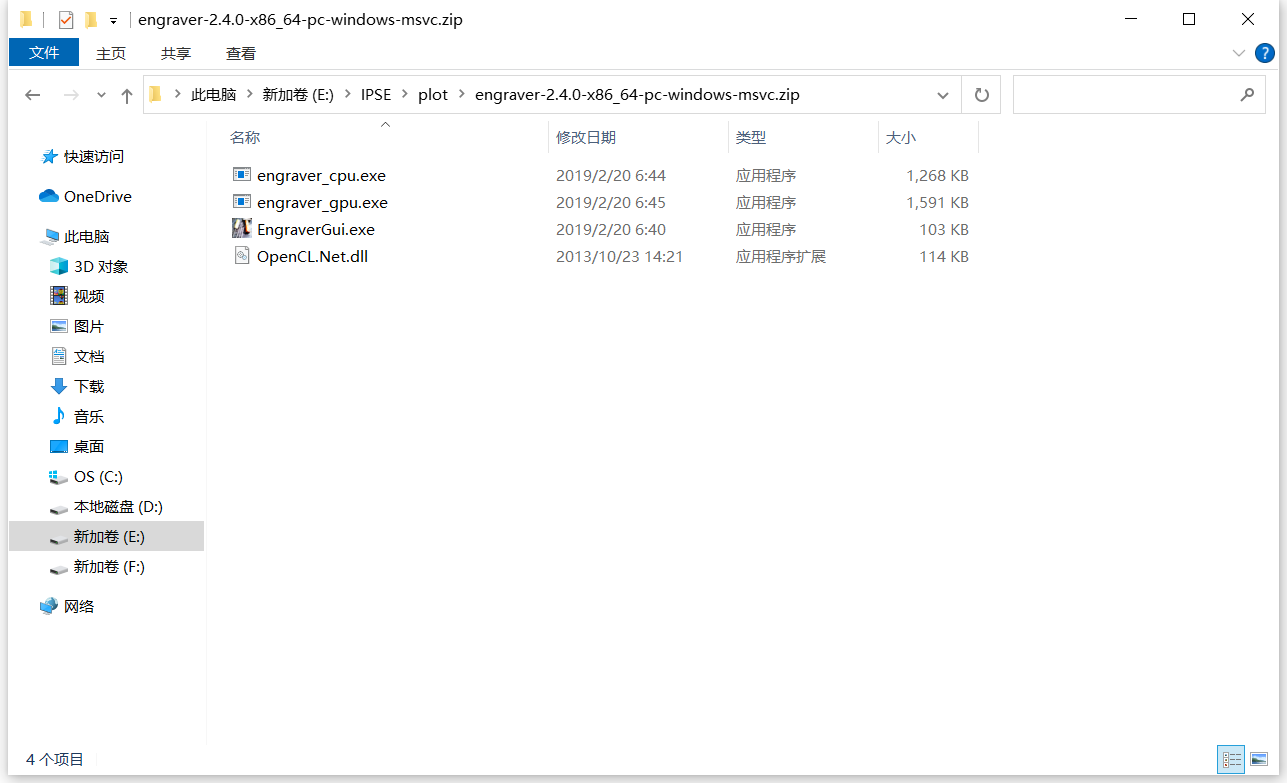 engraver-2.4.0-x86_64-pc-windows-msvc.zip
文件 主页 共享 查看
此电脑 新加卷 (E:) IPSE plot engraver-2.4.0-x86_64-pc-windows-msvc.zip
名称 修改日期 类型 大小
快速访问
OneDrive
此电脑
3D 对象
视频
图片
文档
下载
音乐
桌面
OS (C:)
本地磁盘 (D:)
新加卷 (E:)
新加卷 (F:)
网络
engraver_cpu.exe 2019/2/20 6:44 应用程序 1,268 KB
engraver_gpu.exe 2019/2/20 6:45 应用程序 1,591 KB
EngraverGui.exe 2019/2/20 6:40 应用程序 103 KB
OpenCL.Net.dll 2013/10/23 14:21 应用程序扩展 114 KB
4 个项目